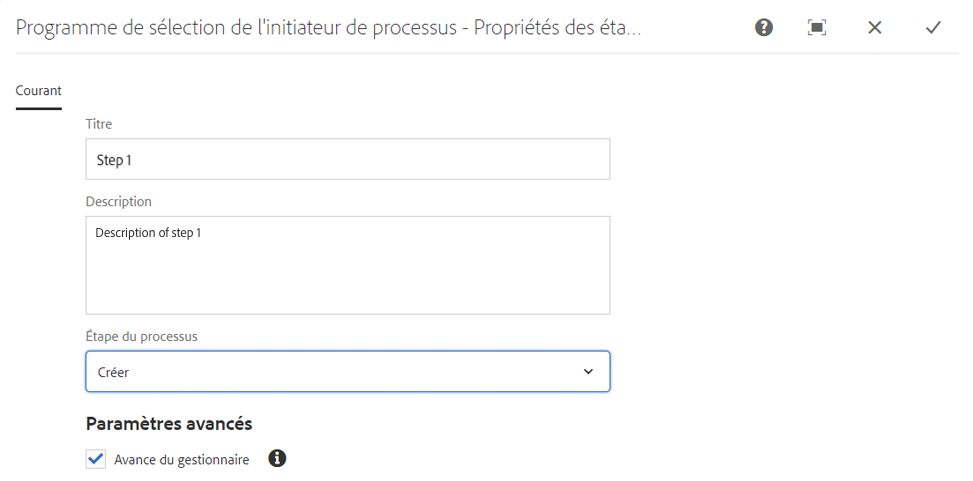 Programme de sélection de l'initiateur de processus - Propriétés des éta...
Courant
Titre
Step 1
Description
Description of step 1
Étape du processus
Créer
Paramètres avancés
Avance du gestionnaire